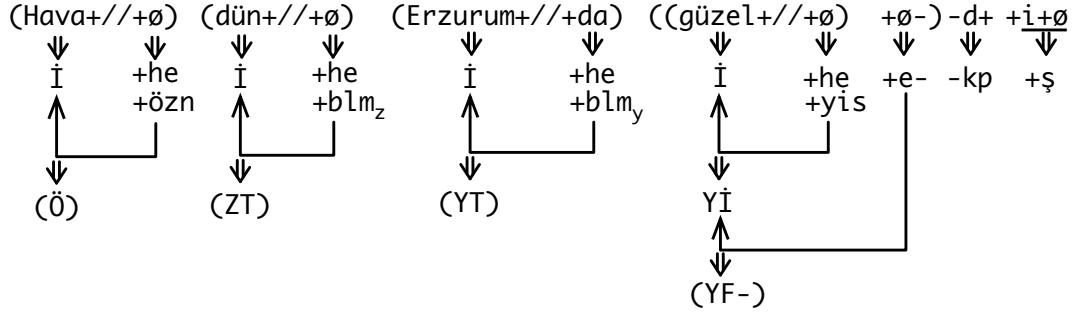 (Hava+//+ø) (dün+//+ø) (Erzurum+//+da) ((güzel+//+ø) +ø-) -d+ +i+ø
İ +he İ +he İ +he İ +he +e- -kp +ş
+özn +blmz +blmy +yis
(Ö) (ZT) (YT) Yİ
(YF-)